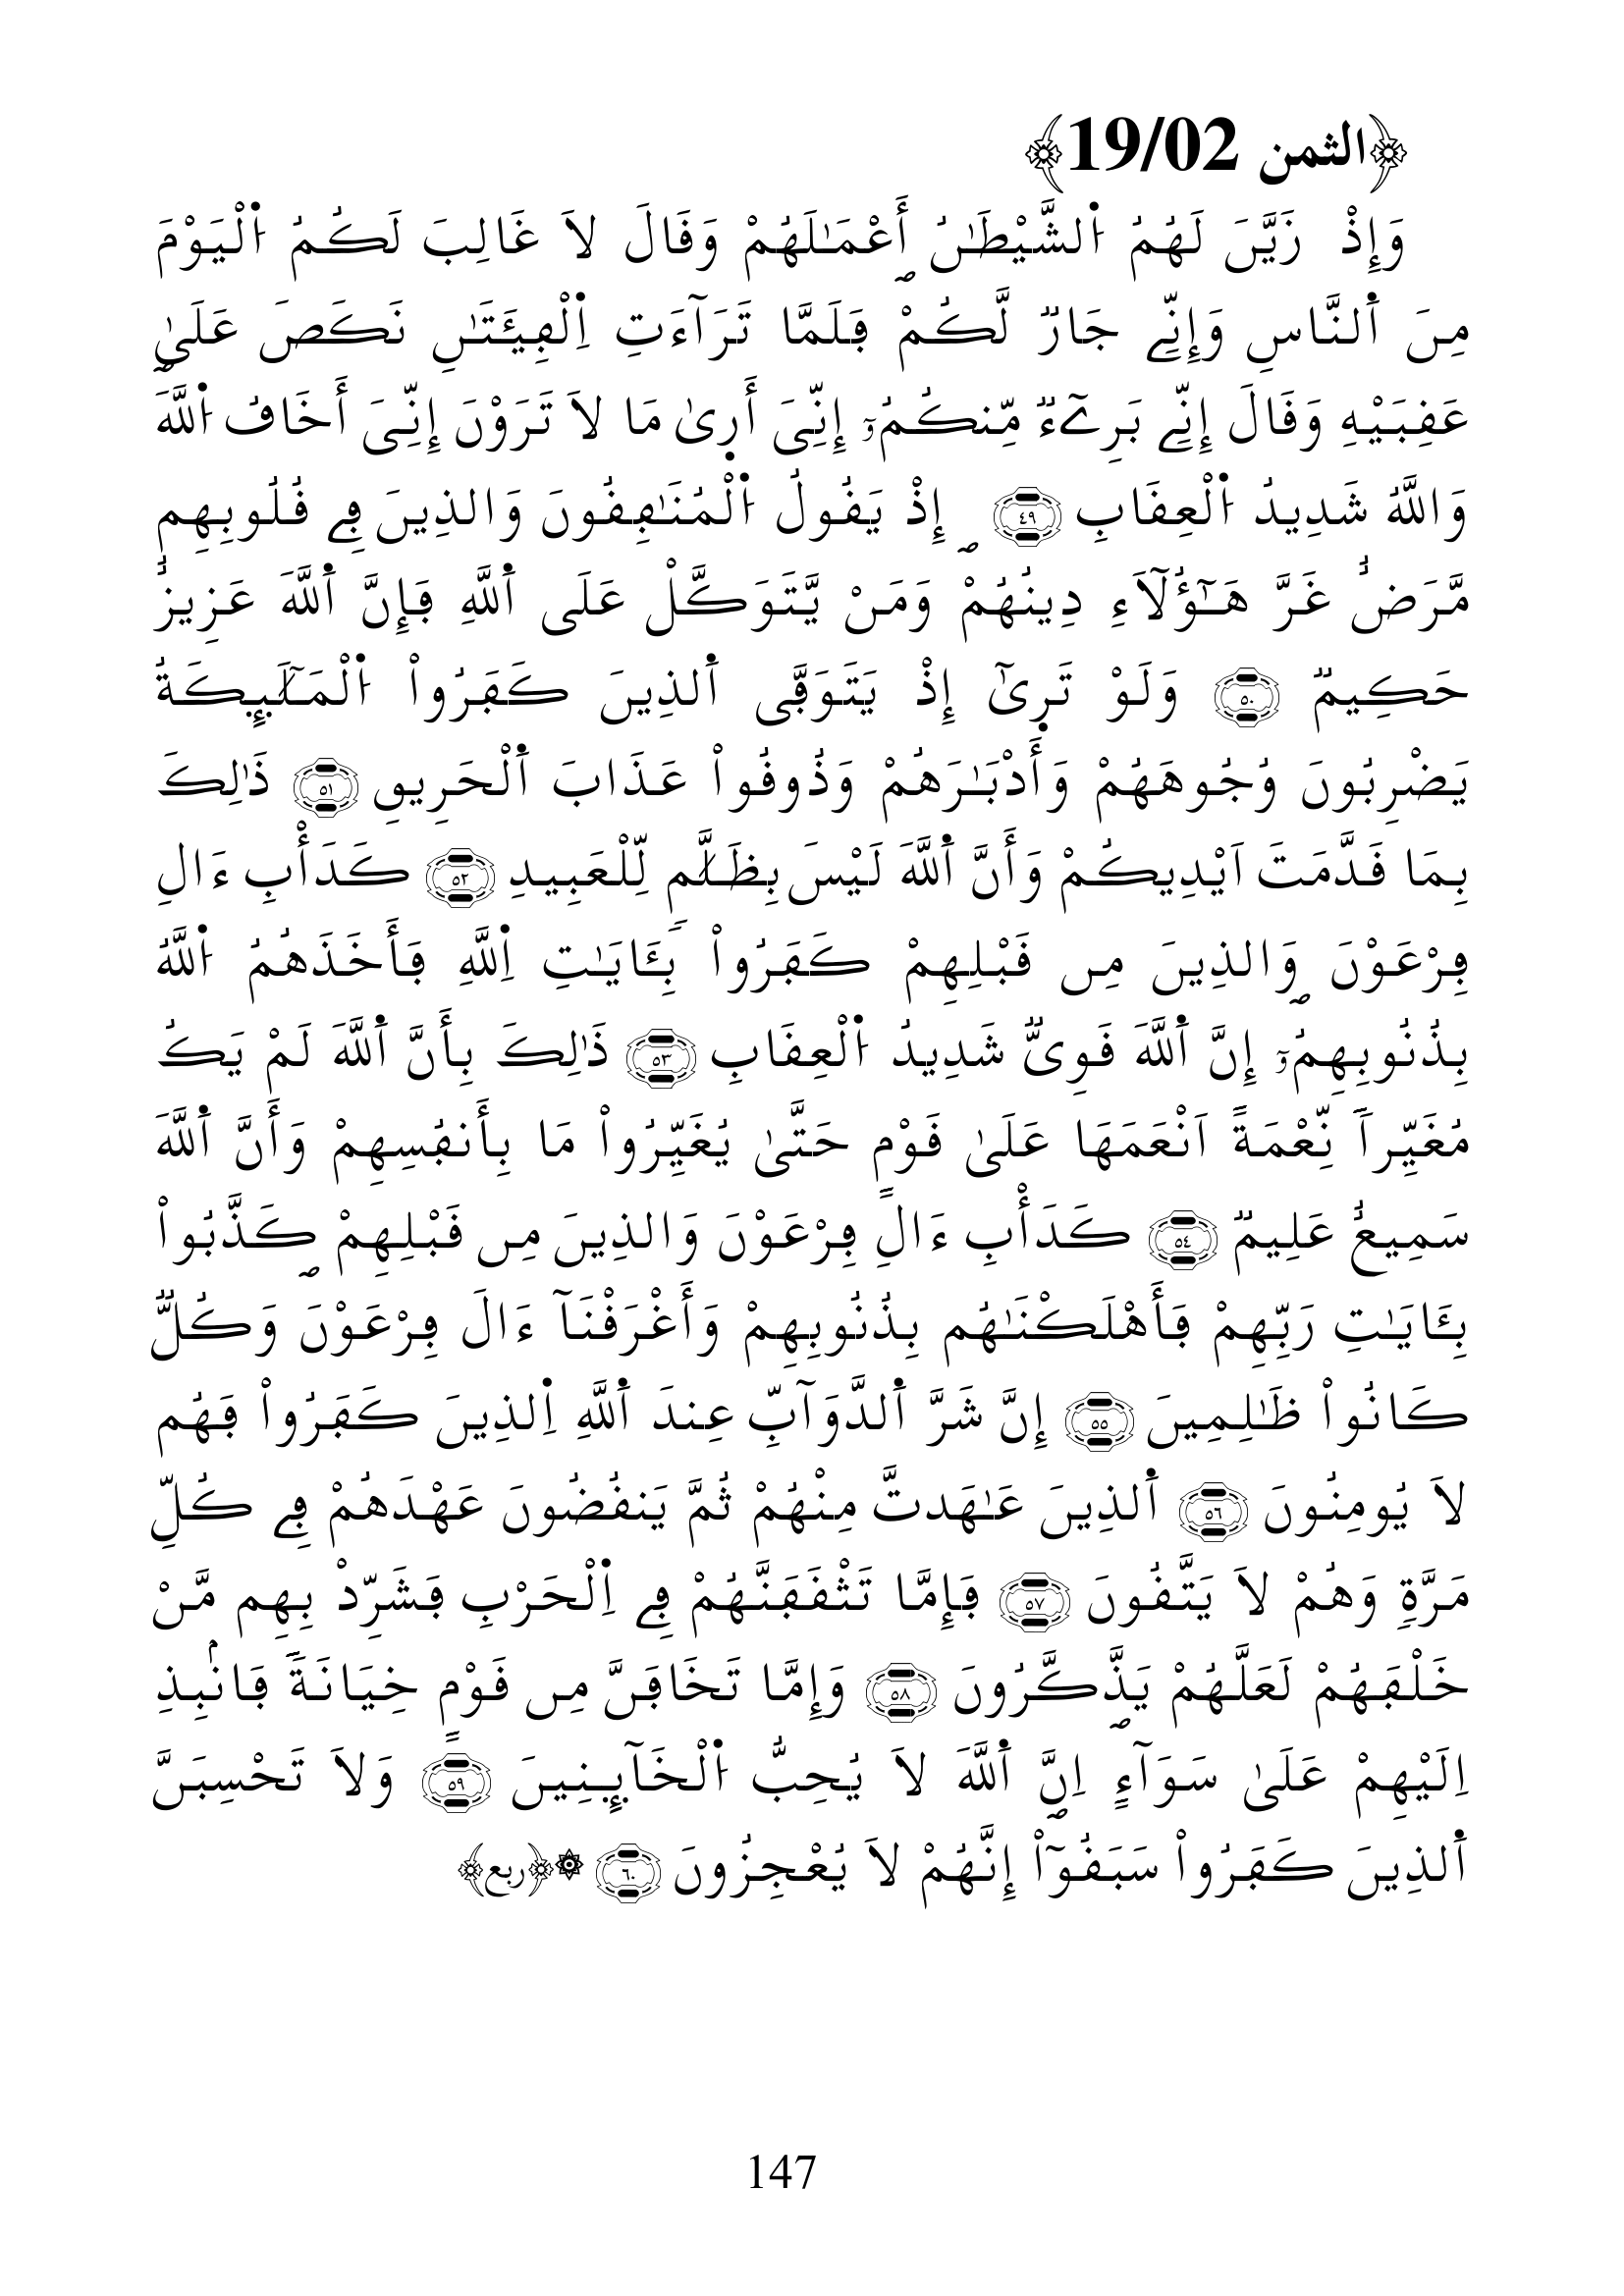 ﴿الثمن 19/02﴾
وَإِذْ زَيَّنَ لَهُمُ اُ۬لشَّيْطَٰنُ أَعْمَٰلَهُمْۖ وَقَالَ لَا غَالِبَ لَكُمُ اُ۬لْيَوْمَ
مِنَ اَ۬لنَّاسِ وَإِنِّے جَارٞ لَّكُمْ فَلَمَّا تَرَآءَتِ اِ۬لْفِئَتَٰنِ نَكَصَ عَلَىٰۖ
عَقِبَيْهِ وَقَالَ إِنِّے بَرِےٓءٞ مِّنكُمُۥٓ إِنِّىَ أَر۪ىٰ مَا لَا تَرَوْنَ إِنِّىَ أَخَافُ اُ۬للَّهَ
وَاللَّهُ شَدِيدُ اُ۬لْعِقَابِ ٤٩ ۖ إِذْ يَقُولُ اُ۬لْمُنَٰفِقُونَ وَالذِينَ فِے قُلُوبِهِم
مَّرَضٌ غَرَّ هَٰٓؤُلَآءِ دِينُهُمْ وَمَنْ يَّتَوَكَّلْ عَلَى اَ۬للَّهِ فَإِنَّ اَ۬للَّهَ عَزِيزٌ
حَكِيمٞ ٥٠ وَلَوْ تَر۪ىٰٓ إِذْ يَتَوَفَّى اَ۬لذِينَ كَفَرُواْ اُ۬لْمَلَٰٓئِكَةُ
يَضْرِبُونَ وُجُوهَهُمْ وَأَدْبَٰرَهُمْ وَذُوقُواْ عَذَابَ اَ۬لْحَرِيقِ ٥١ ذَٰلِكَ
بِمَا قَدَّمَتَ اَيْدِيكُمْ وَأَنَّ اَ۬للَّهَ لَيْسَ بِظَلَّٰمٖ لِّلْعَبِيدِ ٥٢ كَدَأْبِ ءَالِ
فِرْعَوْنَ ۖوَالذِينَ مِن قَبْلِهِمْ كَفَرُواْ بِـَٔايَٰتِ اِ۬للَّهِ فَأَخَذَهُمُ اُ۬للَّهُ
بِذُنُوبِهِمُۥٓ إِنَّ اَ۬للَّهَ قَوِىّٞ شَدِيدُ اُ۬لْعِقَابِ ٥٣ ذَٰلِكَ بِأَنَّ اَ۬للَّهَ لَمْ يَكُ
مُغَيِّراٗ نِّعْمَةً اَنْعَمَهَا عَلَىٰ قَوْمٍ حَتَّىٰ يُغَيِّرُواْ مَا بِأَنفُسِهِمْ وَأَنَّ اَ۬للَّهَ
سَمِيعٌ عَلِيمٞ ٥٤ كَدَأْبِ ءَالِ فِرْعَوْنَ وَالذِينَ مِن قَبْلِهِمْۖ كَذَّبُواْ
بِـَٔايَٰتِ رَبِّهِمْ فَأَهْلَكْنَٰهُم بِذُنُوبِهِمْ وَأَغْرَقْنَآ ءَالَ فِرْعَوْنَ وَكُلّٞ
كَانُواْ ظَٰلِمِينَ ٥٥ إِنَّ شَرَّ اَ۬لدَّوَآبِّ عِندَ اَ۬للَّهِ اِ۬لذِينَ كَفَرُواْ فَهُم
لَا يُومِنُونَ ٥٦ اَ۬لذِينَ عَٰهَدتَّ مِنْهُمْ ثُمَّ يَنقُضُونَ عَهْدَهُمْ فِے كُلِّ
مَرَّةٖ وَهُمْ لَا يَتَّقُونَ ٥٧ فَإِمَّا تَثْقَفَنَّهُمْ فِے اِ۬لْحَرْبِ فَشَرِّدْ بِهِم مَّنْ
خَلْفَهُمْ لَعَلَّهُمْ يَذَّكَّرُونَۖ ٥٨ وَإِمَّا تَخَافَنَّ مِن قَوْمٍ خِيَانَةٗ فَانۢبِذِ
اِلَيْهِمْ عَلَىٰ سَوَآءٍ اِنَّۖ اَ۬للَّهَ لَا يُحِبُّ اُ۬لْخَآئِنِينَ ٥٩ وَلَا تَحْسِبَنَّ
اَ۬لذِينَ كَفَرُواْ سَبَقُوٓاْ إِنَّهُمْ لَا يُعْجِزُونَ ٦٠ ۞﴿ربع﴾
147